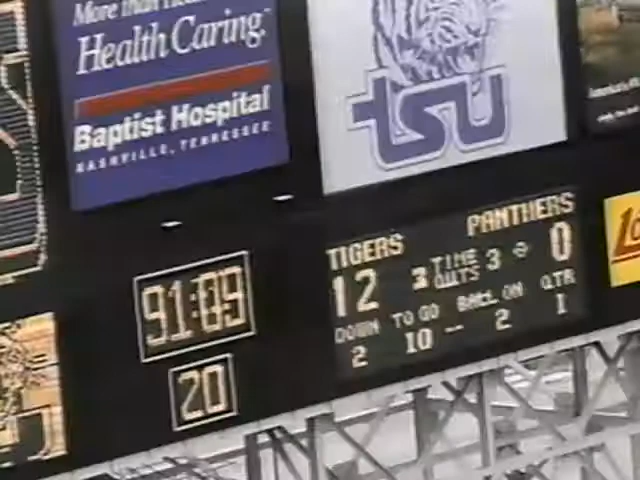 More than Health
Health Caring.
Baptist Hospital
NASHVILLE, TENNESSEE
tsu
TIGERS PANTHERS
12 3 TIME OUTS 3 0
DOWN TO GO BALL ON QTR
2 10 -- 2 1
91:09
20